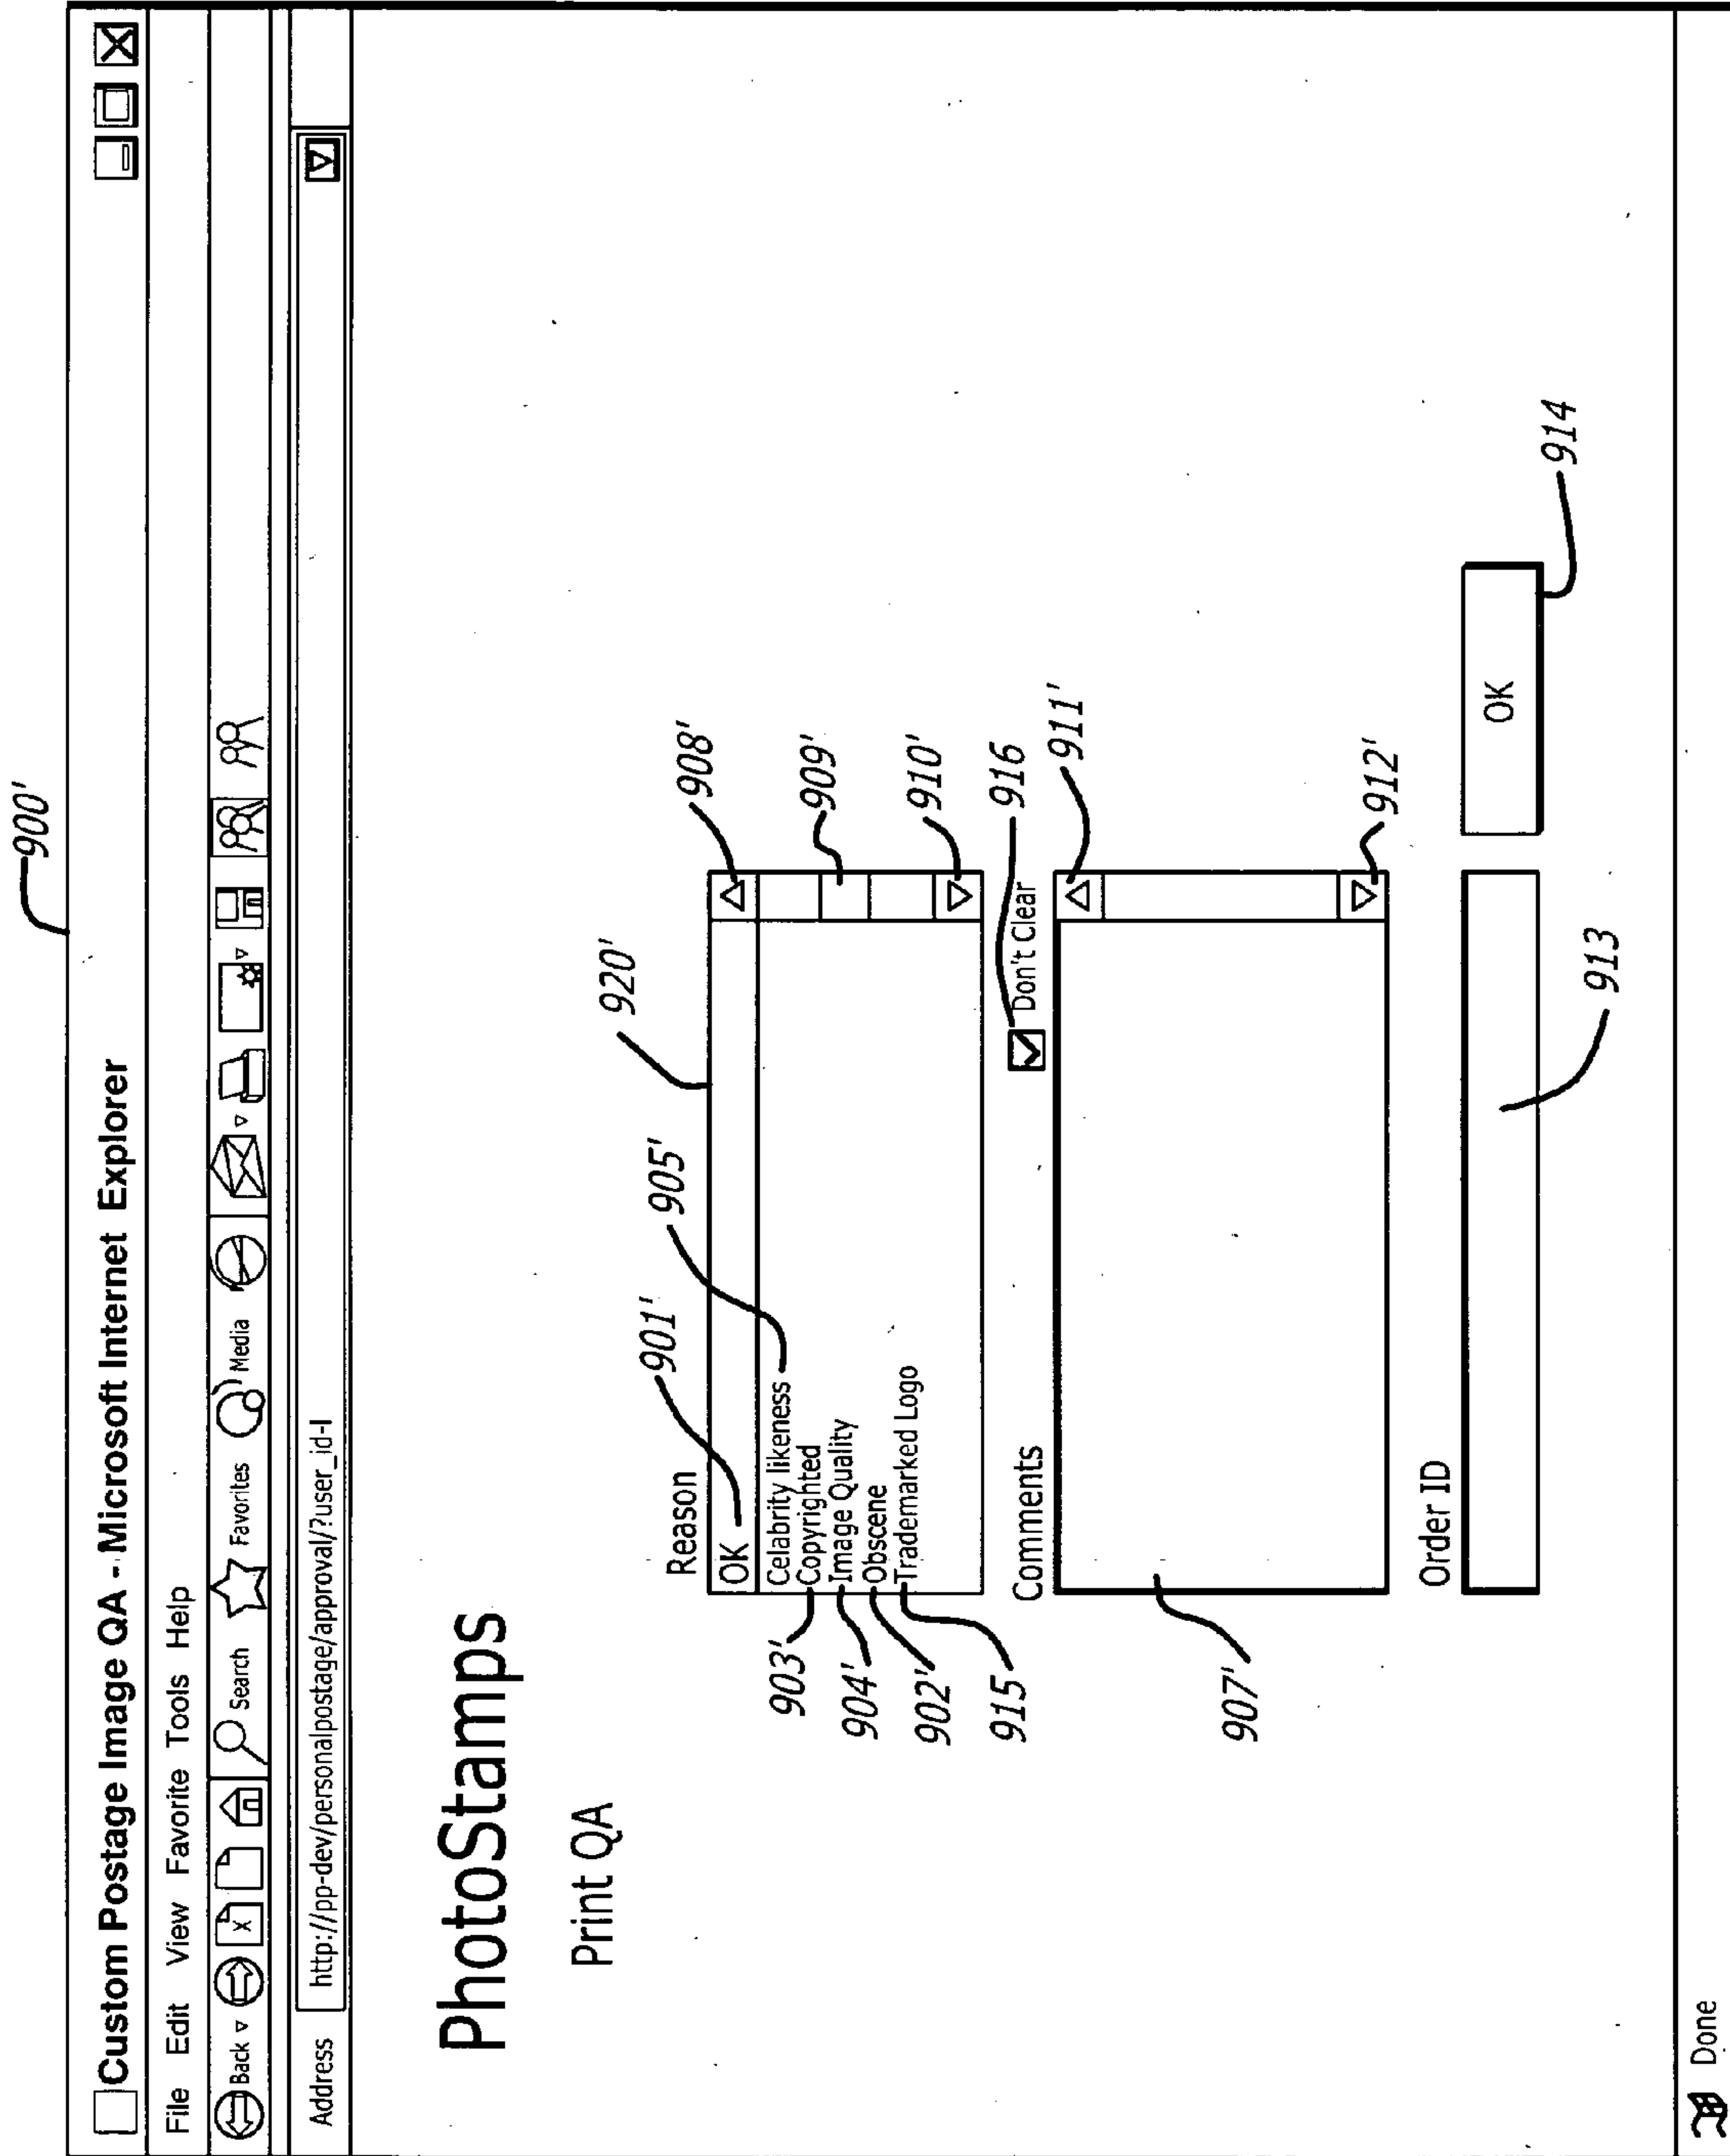 900'
Custom Postage Image QA - Microsoft Internet Explorer
File Edit View Favorite Tools Help
Back Search Favorites Media
Address http://pp-dev/personalpostage/approval/?user_id-I
PhotoStamps
Print QA
920'
901'
905'
908'
Reason
OK
Celabrity likeness
903' Copyrighted
909'
904' Image Quality
902' Obscene
910'
915 Trademarked Logo
916
Comments
Don't Clear
911'
907'
912'
Order ID
OK
913
914
Done